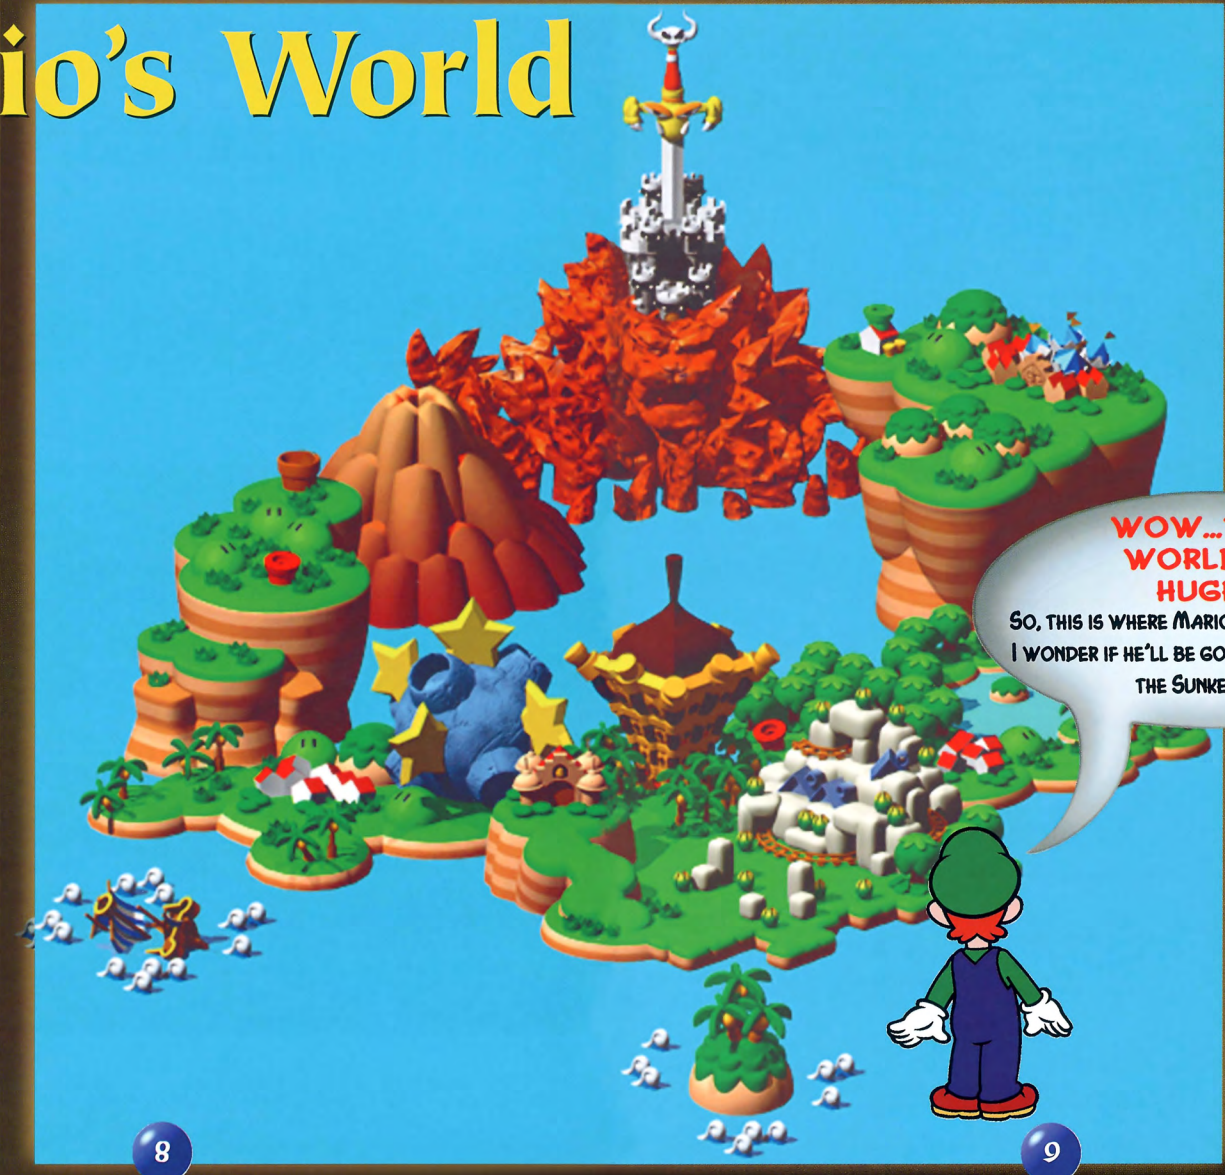 io's World
WOW...
WORL
HUG
SO, THIS IS WHERE MARIO
I WONDER IF HE'LL BE GO
THE SUNKE
8
9